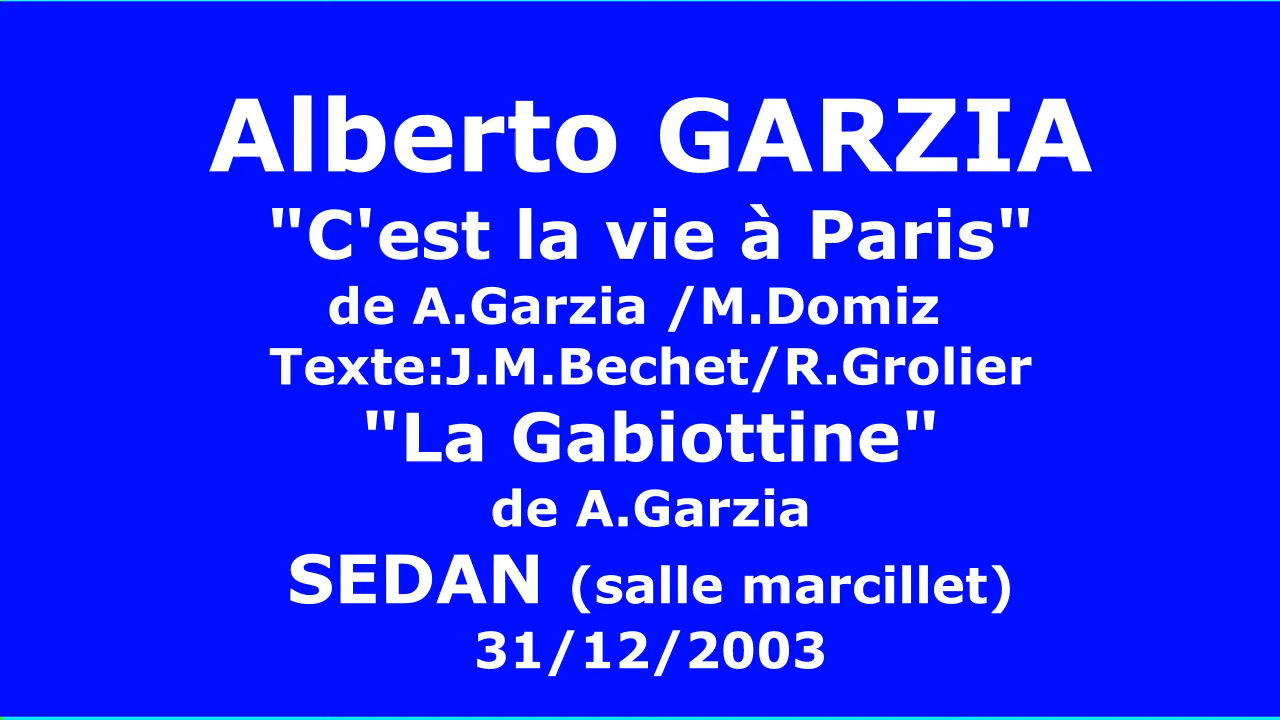 Alberto GARZIA
"C'est la vie à Paris"
de A.Garzia /M.Domiz
Texte:J.M.Bechet/R.Grolier
"La Gabiottine"
de A.Garzia
SEDAN (salle marcillet)
31/12/2003